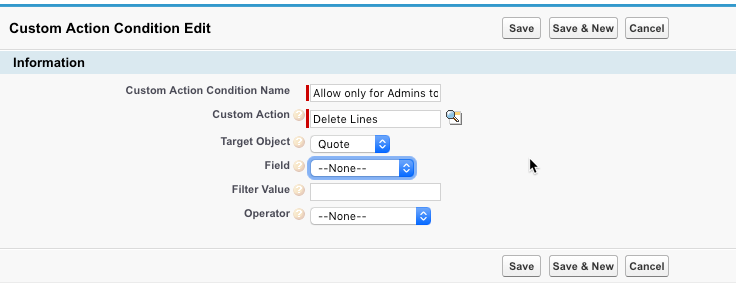 Custom Action Condition Edit
Save
Save & New
Cancel
Information
Custom Action Condition Name
Allow only for Admins to
Custom Action
Delete Lines
Target Object
Quote
Field
--None--
Filter Value
Operator
--None--
Save
Save & New
Cancel